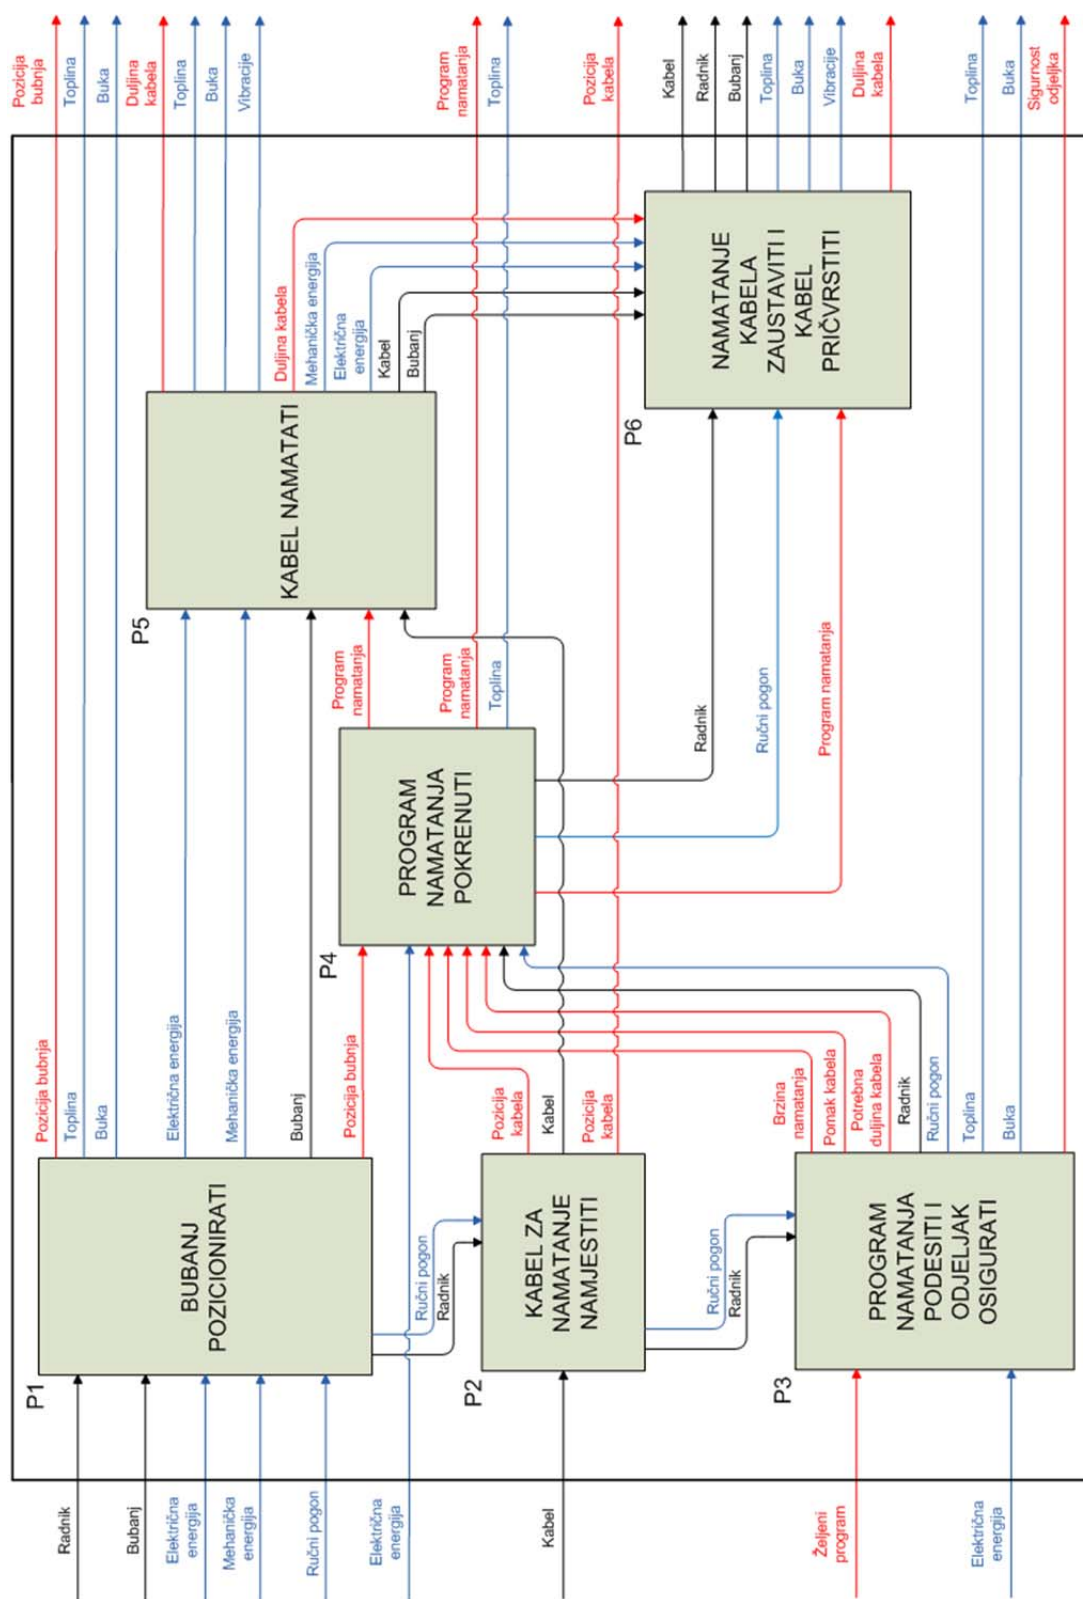 Radnik
Bubanj
Električna
energija
Mehanička
energija
Ručni pogon
Električna
energija
Kabel
Željeni
program
Električna
energija
P1
BUBANJ
POZICIONIRATI
Pozicija bubnja
Toplina
Buka
Električna energija
Mehanička energija
Bubanj
Pozicija bubnja
Ručni pogon
Radnik
P2
KABEL ZA
NAMATANJE
NAMJESTITI
Pozicija
kabela
Kabel
Pozicija
kabela
Ručni pogon
Radnik
P3
PROGRAM
NAMATANJA
PODESITI I
ODJELJAK
OSIGURATI
Brzina
namatanja
Pomak kabela
Potrebna
duljina kabela
Radnik
Ručni pogon
Toplina
Buka
P4
PROGRAM
NAMATANJA
POKRENUTI
Program
namatanja
Program
namatanja
Toplina
Radnik
Ručni pogon
Program namatanja
P5
KABEL NAMATATI
Duljina kabela
Mehanička energija
Električna
energija
Kabel
Bubanj
P6
NAMATANJE
KABELA
ZAUSTAVITI I
KABEL
PRIČVRSTITI
Pozicija
bubnja
Toplina
Buka
Duljina
kabela
Toplina
Buka
Vibracije
Program
namatanja
Toplina
Pozicija
kabela
Kabel
Radnik
Bubanj
Toplina
Buka
Vibracije
Duljina
kabela
Toplina
Buka
Sigurnost
odjeljka